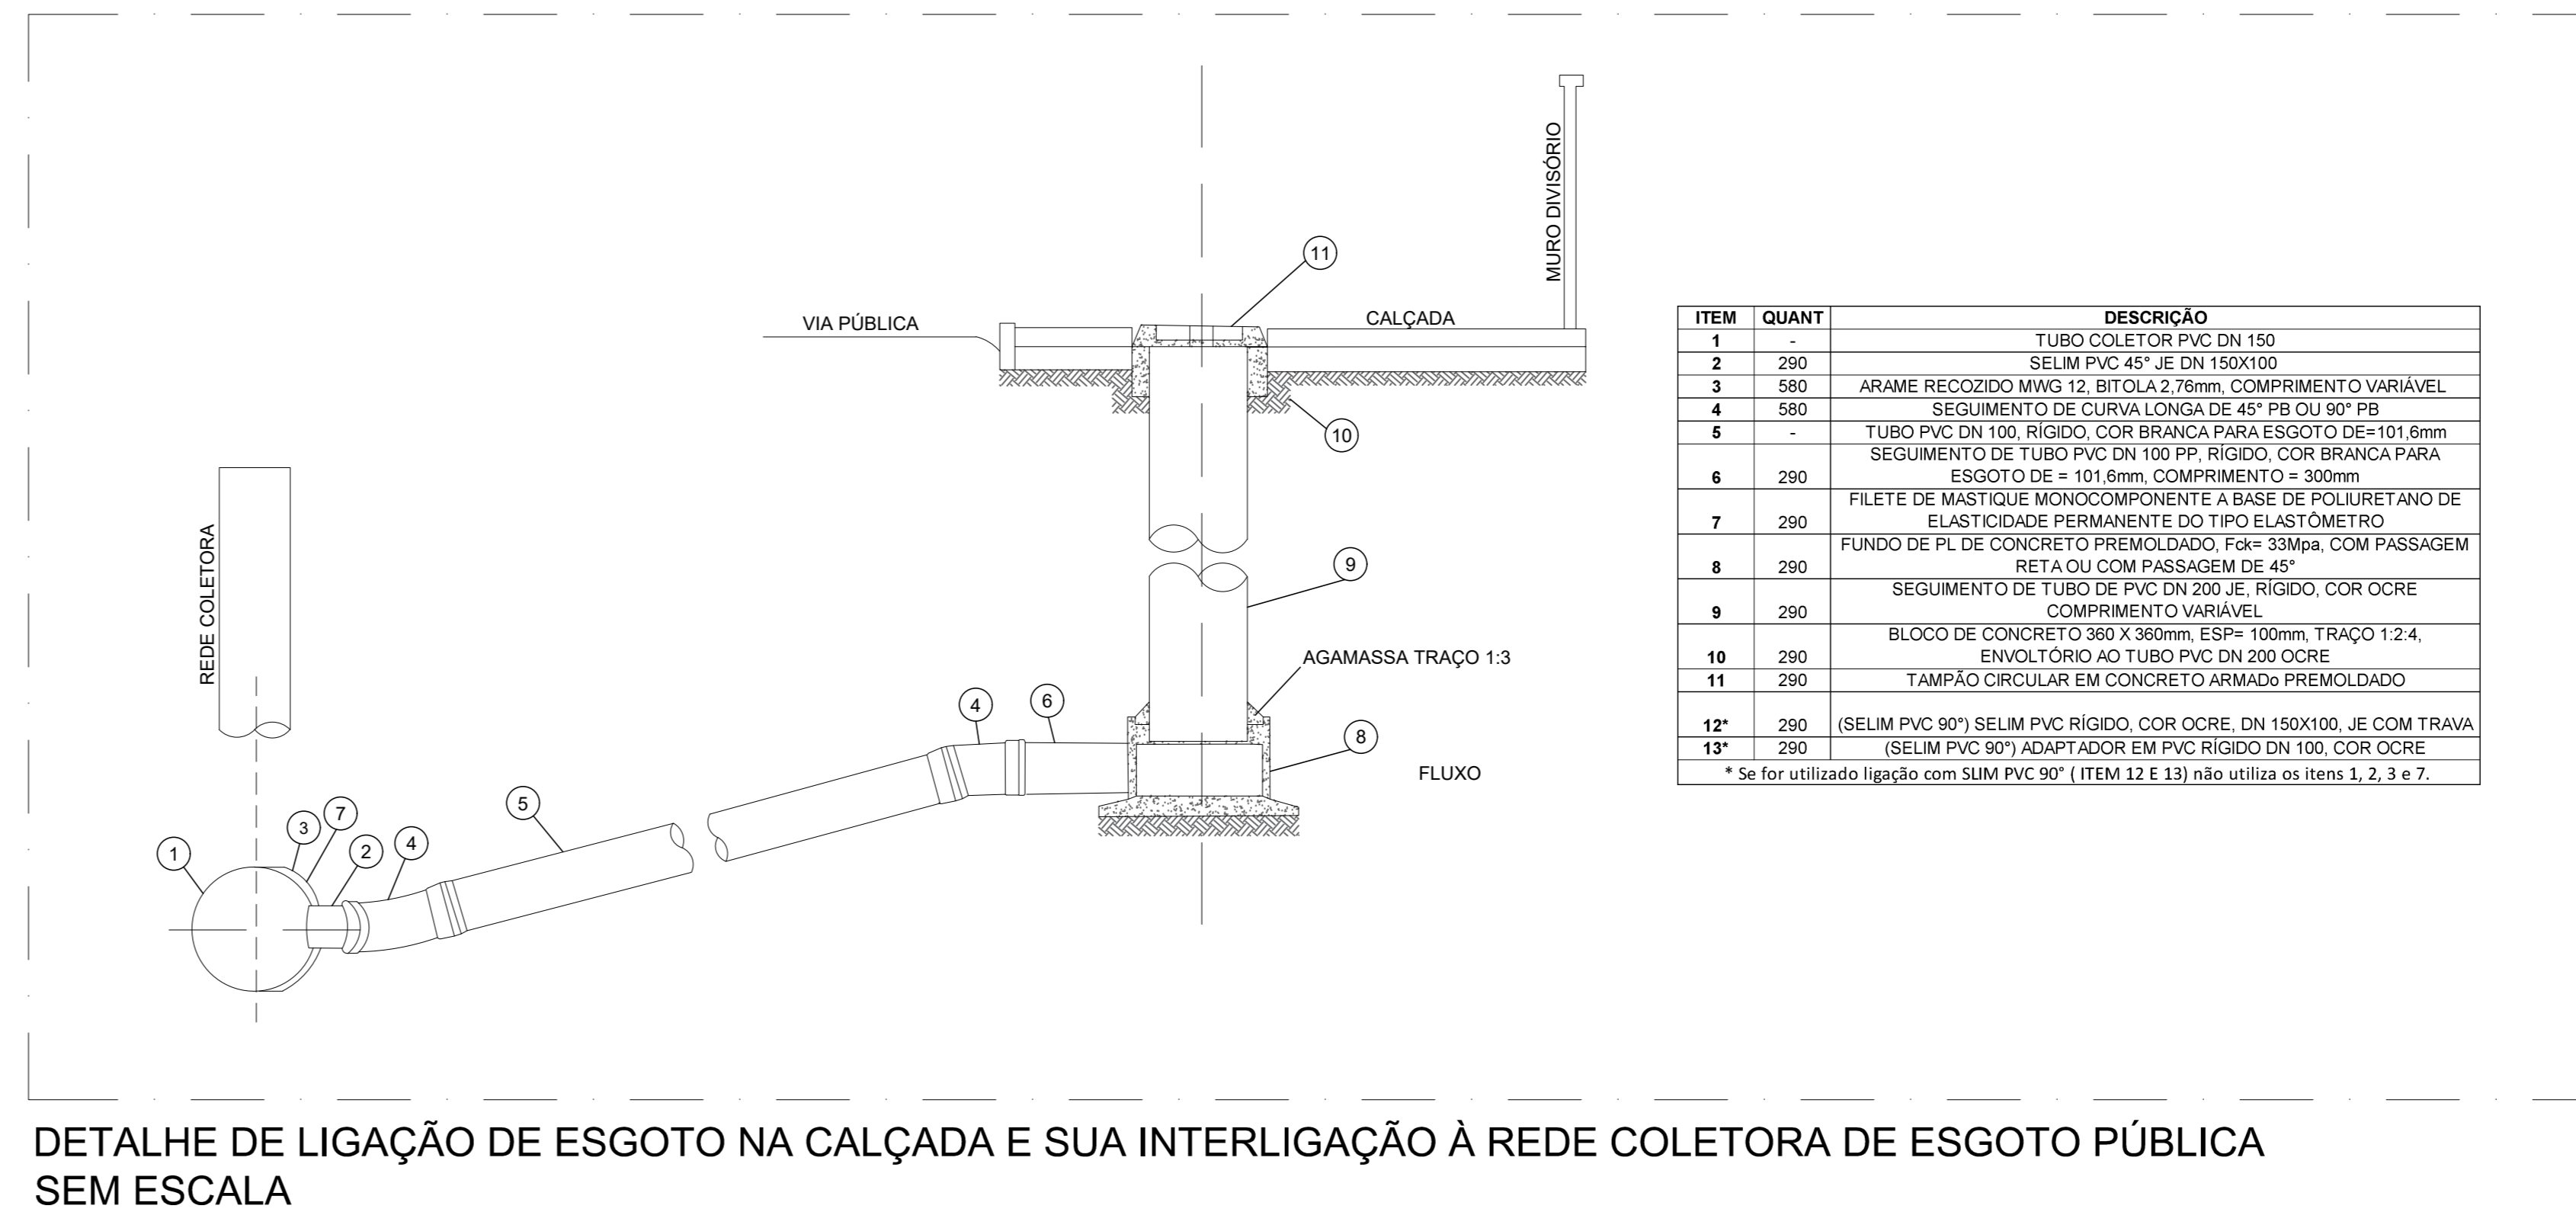 11
MURO DIVISÓRIO
VIA PÚBLICA
CALÇADA
10
REDE COLETORA
9
AGAMASSA TRAÇO 1:3
4
6
8
FLUXO
5
1
3
7
2
4
ITEM QUANT DESCRIÇÃO
1 - TUBO COLETOR PVC DN 150
2 290 SELIM PVC 45° JE DN 150X100
3 580 ARAME RECOZIDO MWG 12, BITOLA 2,76mm, COMPRIMENTO VARIÁVEL
4 580 SEGUIMENTO DE CURVA LONGA DE 45° PB OU 90° PB
5 - TUBO PVC DN 100, RÍGIDO, COR BRANCA PARA ESGOTO DE=101,6mm
SEGUIMENTO DE TUBO PVC DN 100 PP, RÍGIDO, COR BRANCA PARA
6 290 ESGOTO DE = 101,6mm, COMPRIMENTO = 300mm
FILETE DE MASTIQUE MONOCOMPONENTE A BASE DE POLIURETANO DE
7 290 ELASTICIDADE PERMANENTE DO TIPO ELASTÔMETRO
FUNDO DE PL DE CONCRETO PREMOLDADO, Fck= 33Mpa, COM PASSAGEM
8 290 RETA OU COM PASSAGEM DE 45°
SEGUIMENTO DE TUBO DE PVC DN 200 JE, RÍGIDO, COR OCRE
9 290 COMPRIMENTO VARIÁVEL
BLOCO DE CONCRETO 360 X 360mm, ESP= 100mm, TRAÇO 1:2:4,
10 290 ENVOLTÓRIO AO TUBO PVC DN 200 OCRE
11 290 TAMPÃO CIRCULAR EM CONCRETO ARMADo PREMOLDADO
12* 290 (SELIM PVC 90°) SELIM PVC RÍGIDO, COR OCRE, DN 150X100, JE COM TRAVA
13* 290 (SELIM PVC 90°) ADAPTADOR EM PVC RÍGIDO DN 100, COR OCRE
* Se for utilizado ligação com SLIM PVC 90° ( ITEM 12 E 13) não utiliza os itens 1, 2, 3 e 7.
DETALHE DE LIGAÇÃO DE ESGOTO NA CALÇADA E SUA INTERLIGAÇÃO À REDE COLETORA DE ESGOTO PÚBLICA
SEM ESCALA